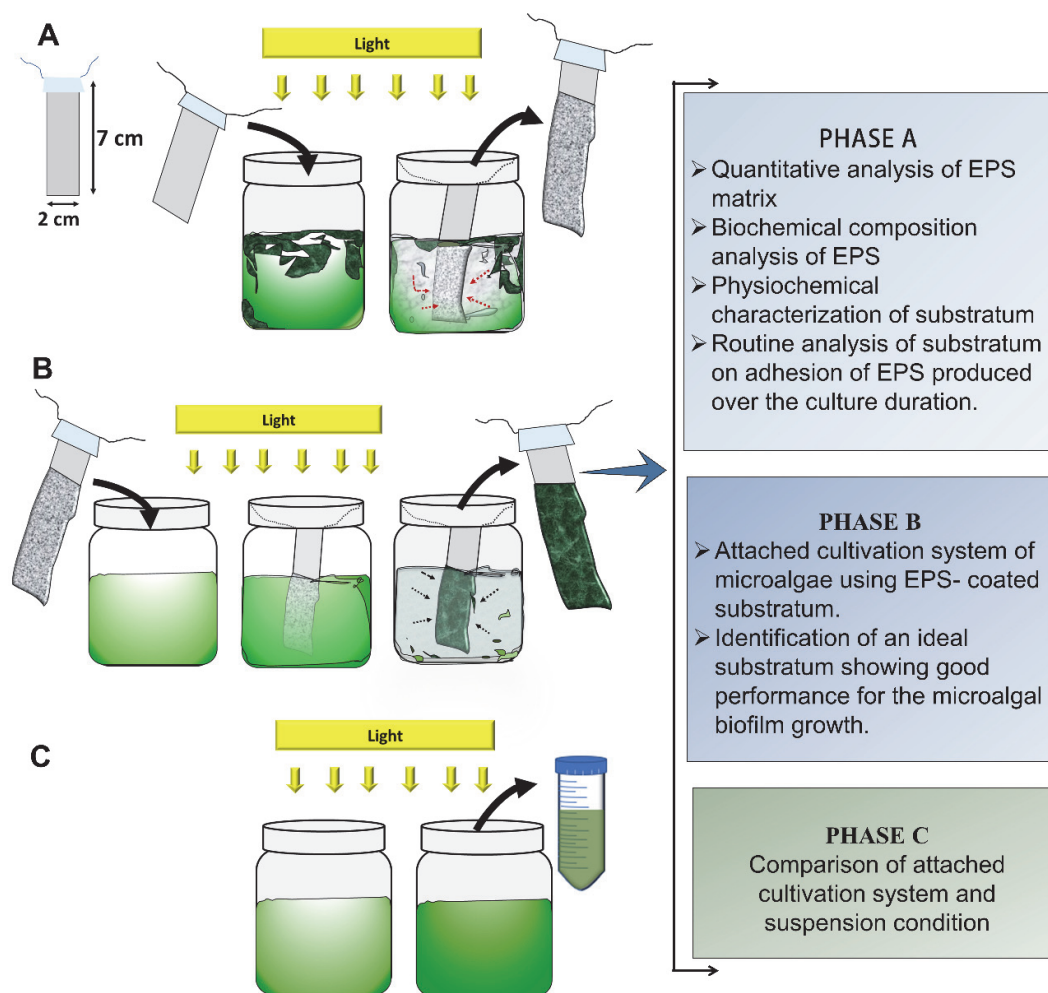 A
Light
7 cm
2 cm
B
Light
C
Light
PHASE A
➢ Quantitative analysis of EPS
matrix
➢ Biochemical composition
analysis of EPS
➢ Physiochemical
characterization of substratum
➢ Routine analysis of substratum
on adhesion of EPS produced
over the culture duration.
PHASE B
➢ Attached cultivation system of
microalgae using EPS- coated
substratum.
➢ Identification of an ideal
substratum showing good
performance for the microalgal
biofilm growth.
PHASE C
Comparison of attached
cultivation system and
suspension condition